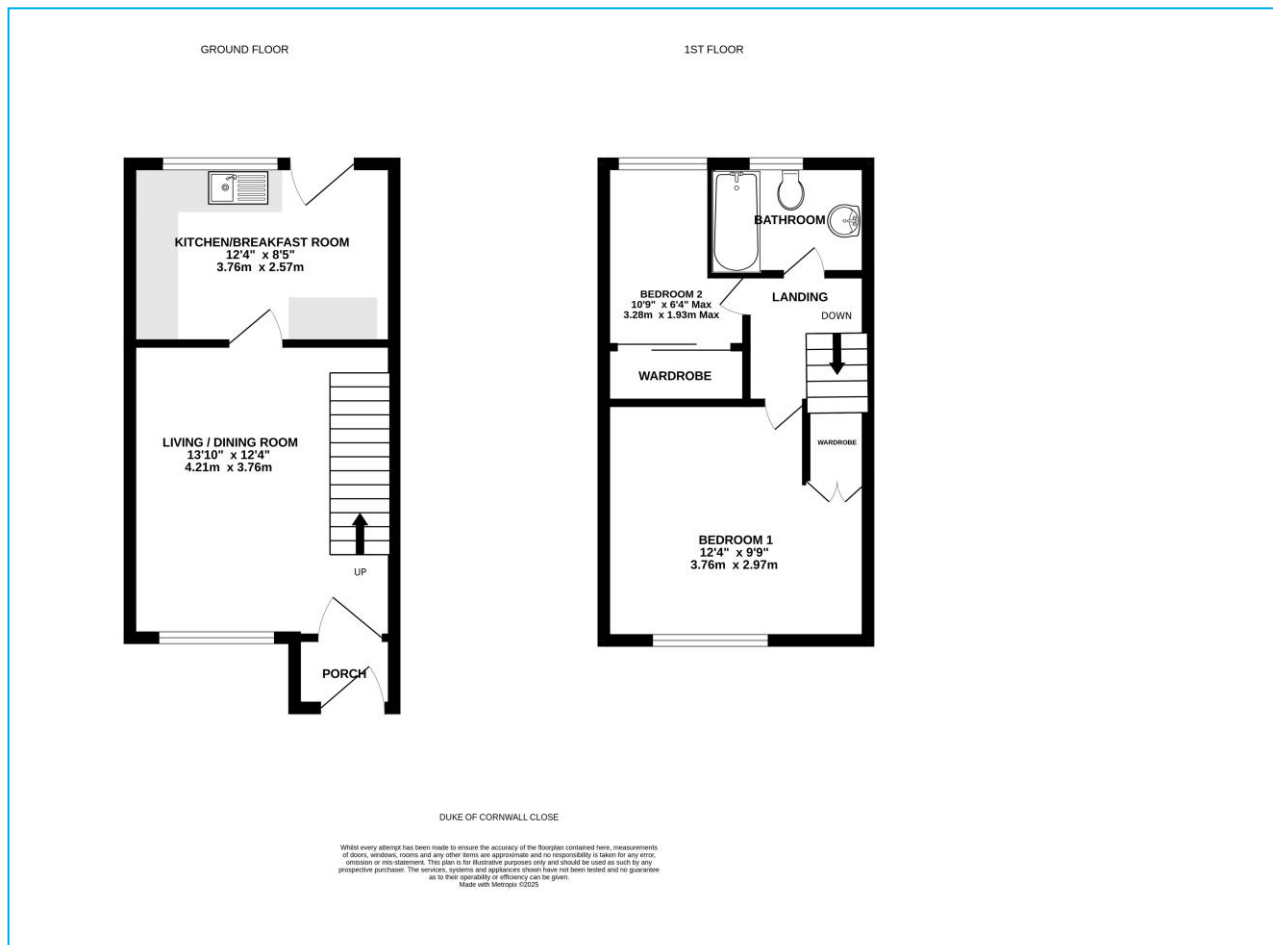 GROUND FLOOR
1ST FLOOR
KITCHEN/BREAKFAST ROOM
12'4" x 8'5"
3.76m x 2.57m
LIVING / DINING ROOM
13'10" x 12'4"
4.21m x 3.76m
UP
PORCH
BATHROOM
BEDROOM 2
10'9" x 6'4" Max
3.28m x 1.93m Max
LANDING
DOWN
WARDROBE
WARDROBE
BEDROOM 1
12'4" x 9'9"
3.76m x 2.97m
DUKE OF CORNWALL CLOSE
Whilst every attempt has been made to ensure the accuracy of the floorplan contained here, measurements
of doors, windows, rooms and any other items are approximate and no responsibility is taken for any error,
omission or mis-statement. This plan is for illustrative purposes only and should be used as such by any
prospective purchaser. The services, systems and appliances shown have not been tested and no guarantee
as to their operability or efficiency can be given.
Made with Metropix ©2025